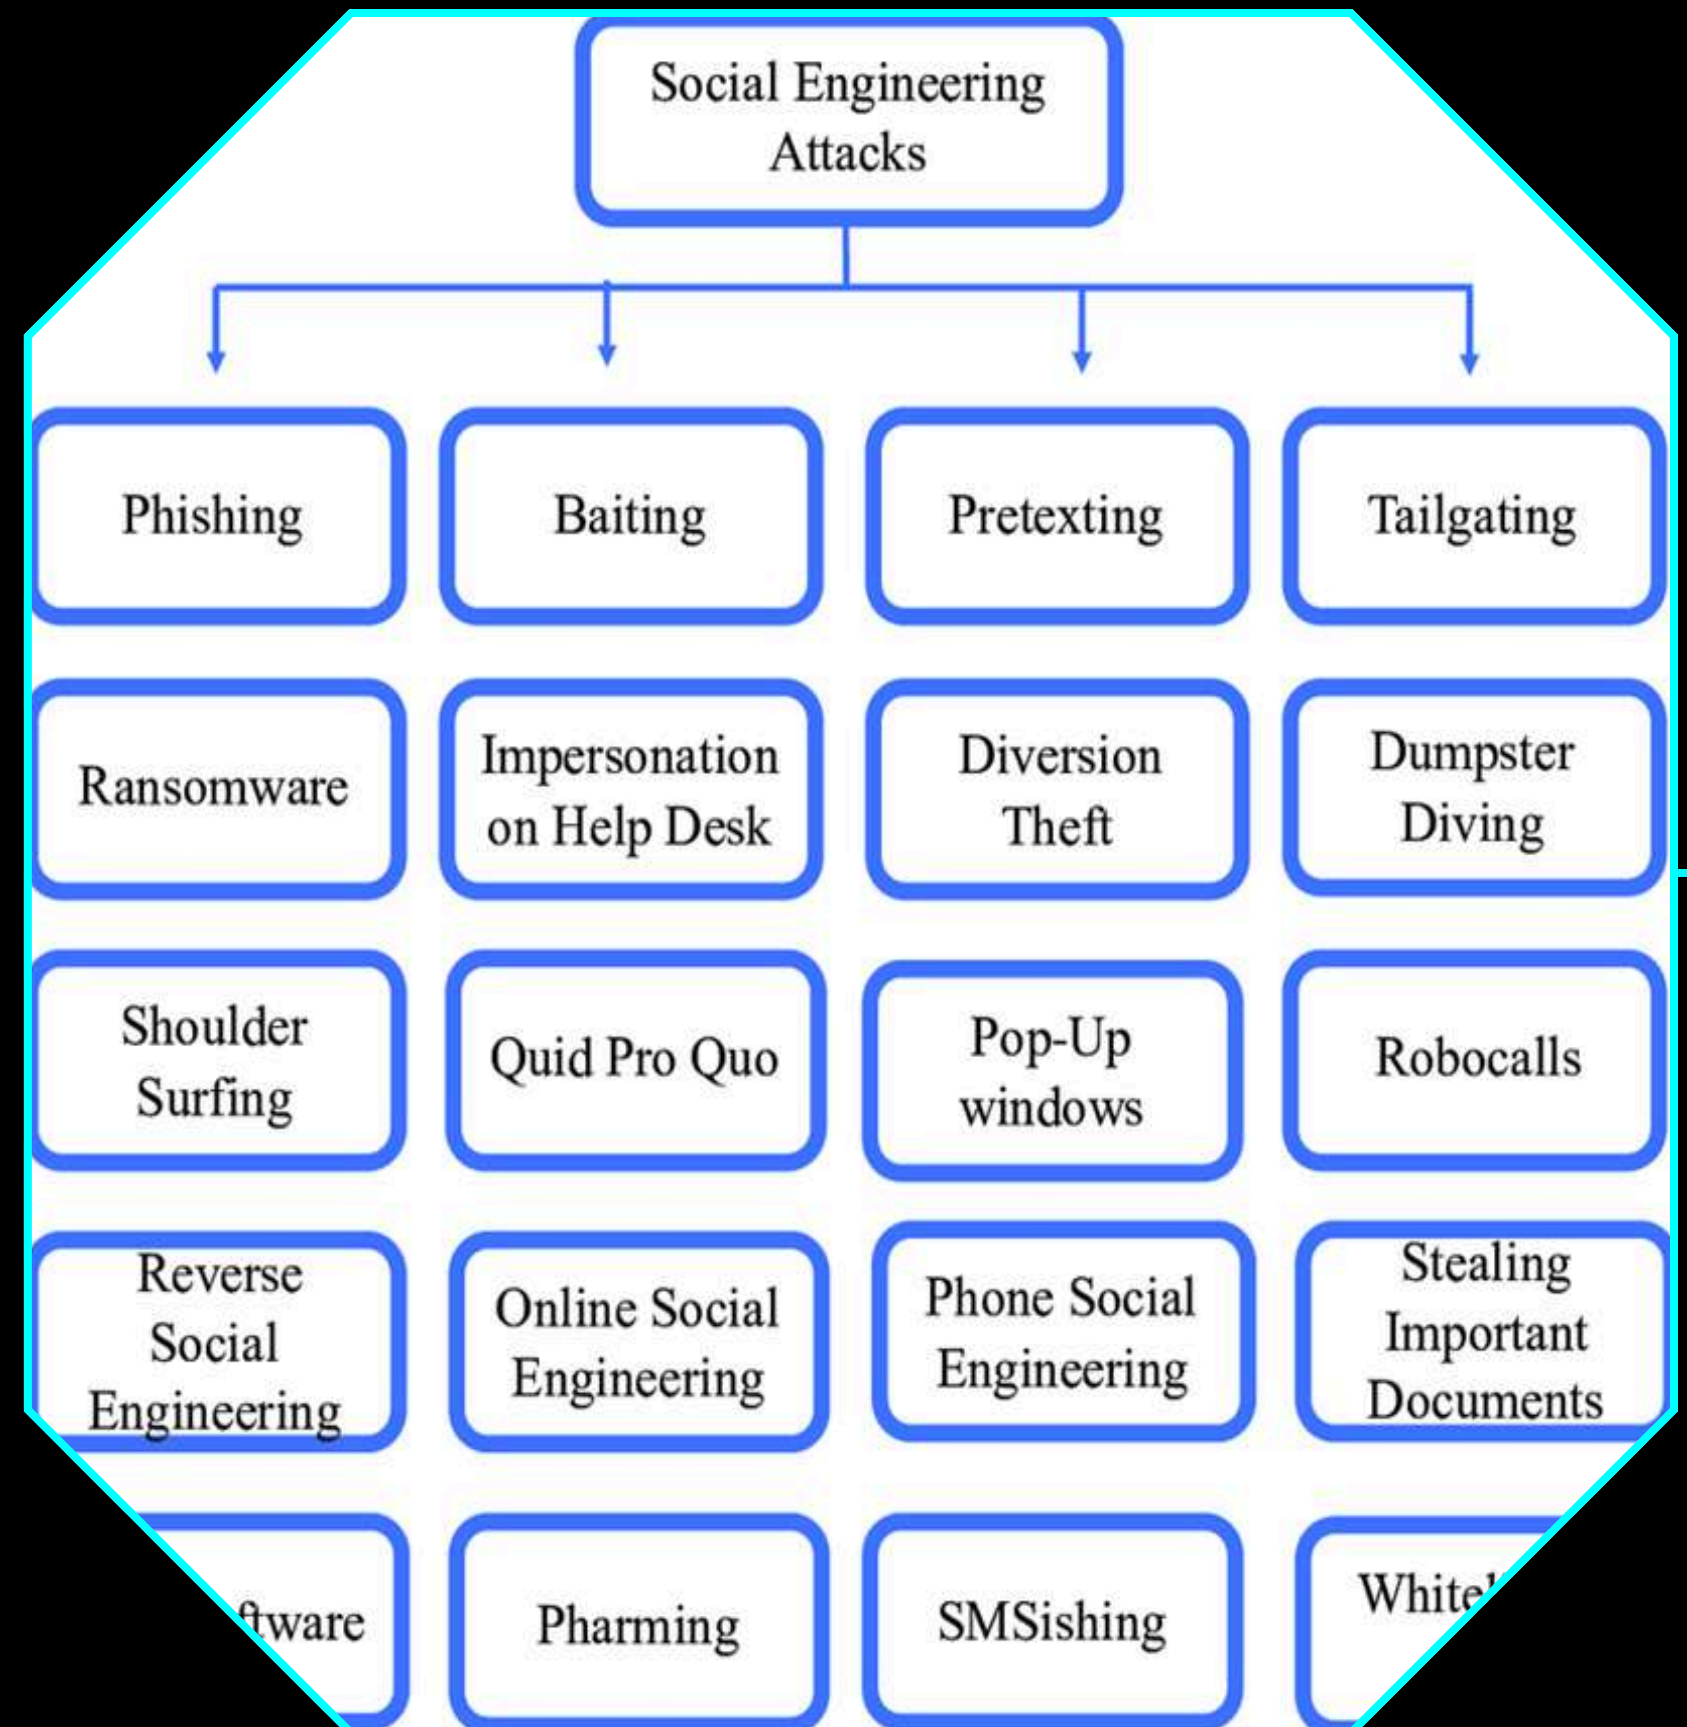 Social Engineering
Attacks
Phishing
Baiting
Pretexting
Tailgating
Ransomware
Impersonation
on Help Desk
Diversion
Theft
Dumpster
Diving
Shoulder
Surfing
Quid Pro Quo
Pop-Up
windows
Robocalls
Reverse
Social
Engineering
Online Social
Engineering
Phone Social
Engineering
Stealing
Important
Documents
Pharming
SMSishing